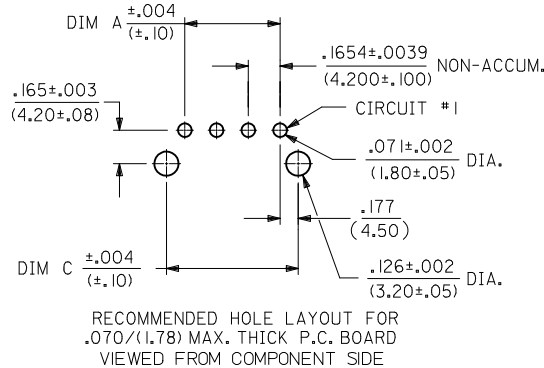 DIM A ±.004
(±.10)
.1654±.0039
(4.200±.100)
NON-ACCUM.
.165±.003
(4.20±.08)
CIRCUIT #1
.071±.002
(1.80±.05)
DIA.
.177
(4.50)
DIM C ±.004
(±.10)
.126±.002
(3.20±.05)
DIA.
RECOMMENDED HOLE LAYOUT FOR
.070/(1.78) MAX. THICK P.C. BOARD
VIEWED FROM COMPONENT SIDE